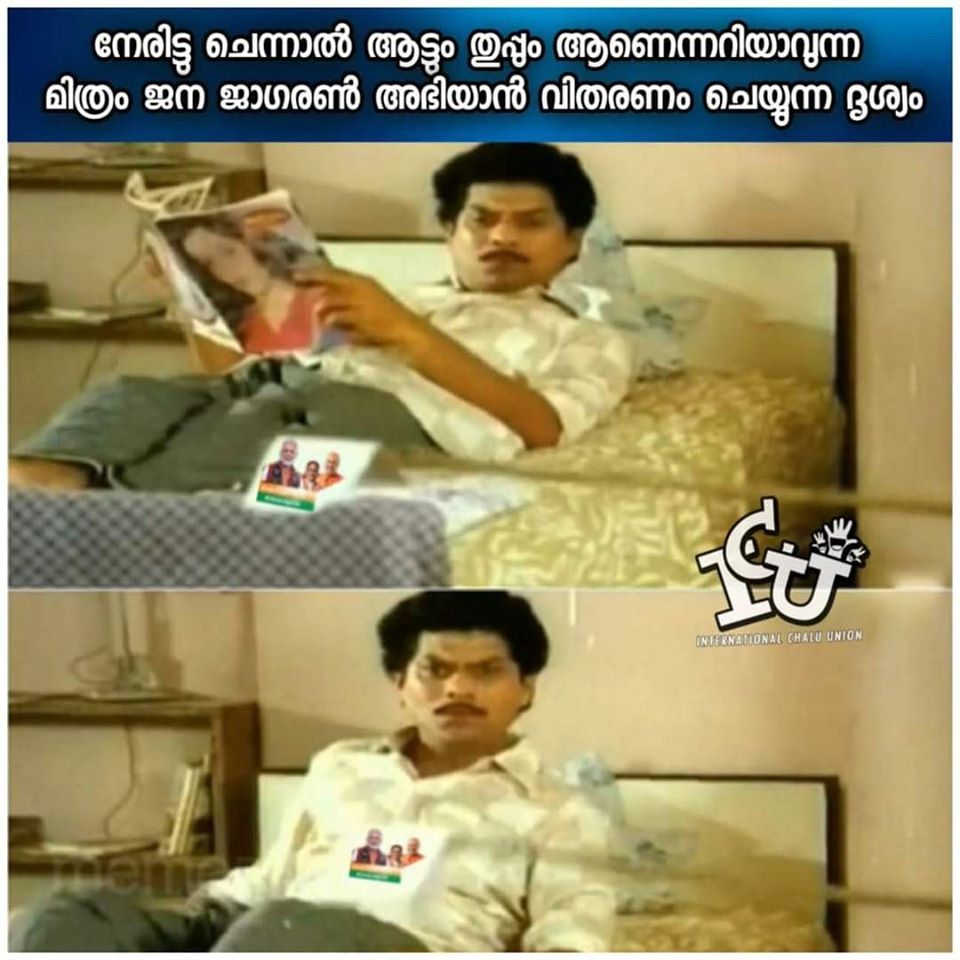 നേരിട്ടു ചെന്നാൽ ആട്ടും തുപ്പും ആണെന്നറിയാവുന്ന
മിത്രം ജന ജാഗരൺ അഭിയാൻ വിതരണം ചെയ്യുന്ന ദൃശ്യം
ICU
INTERNATIONAL CHALU UNION